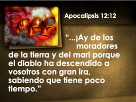 Apocalipsis 12:12
"...¡Ay de los
moradores
de la tierra y del mar! porque
el diablo ha descendido a
vosotros con gran ira,
sabiendo que tiene poco
tiempo."